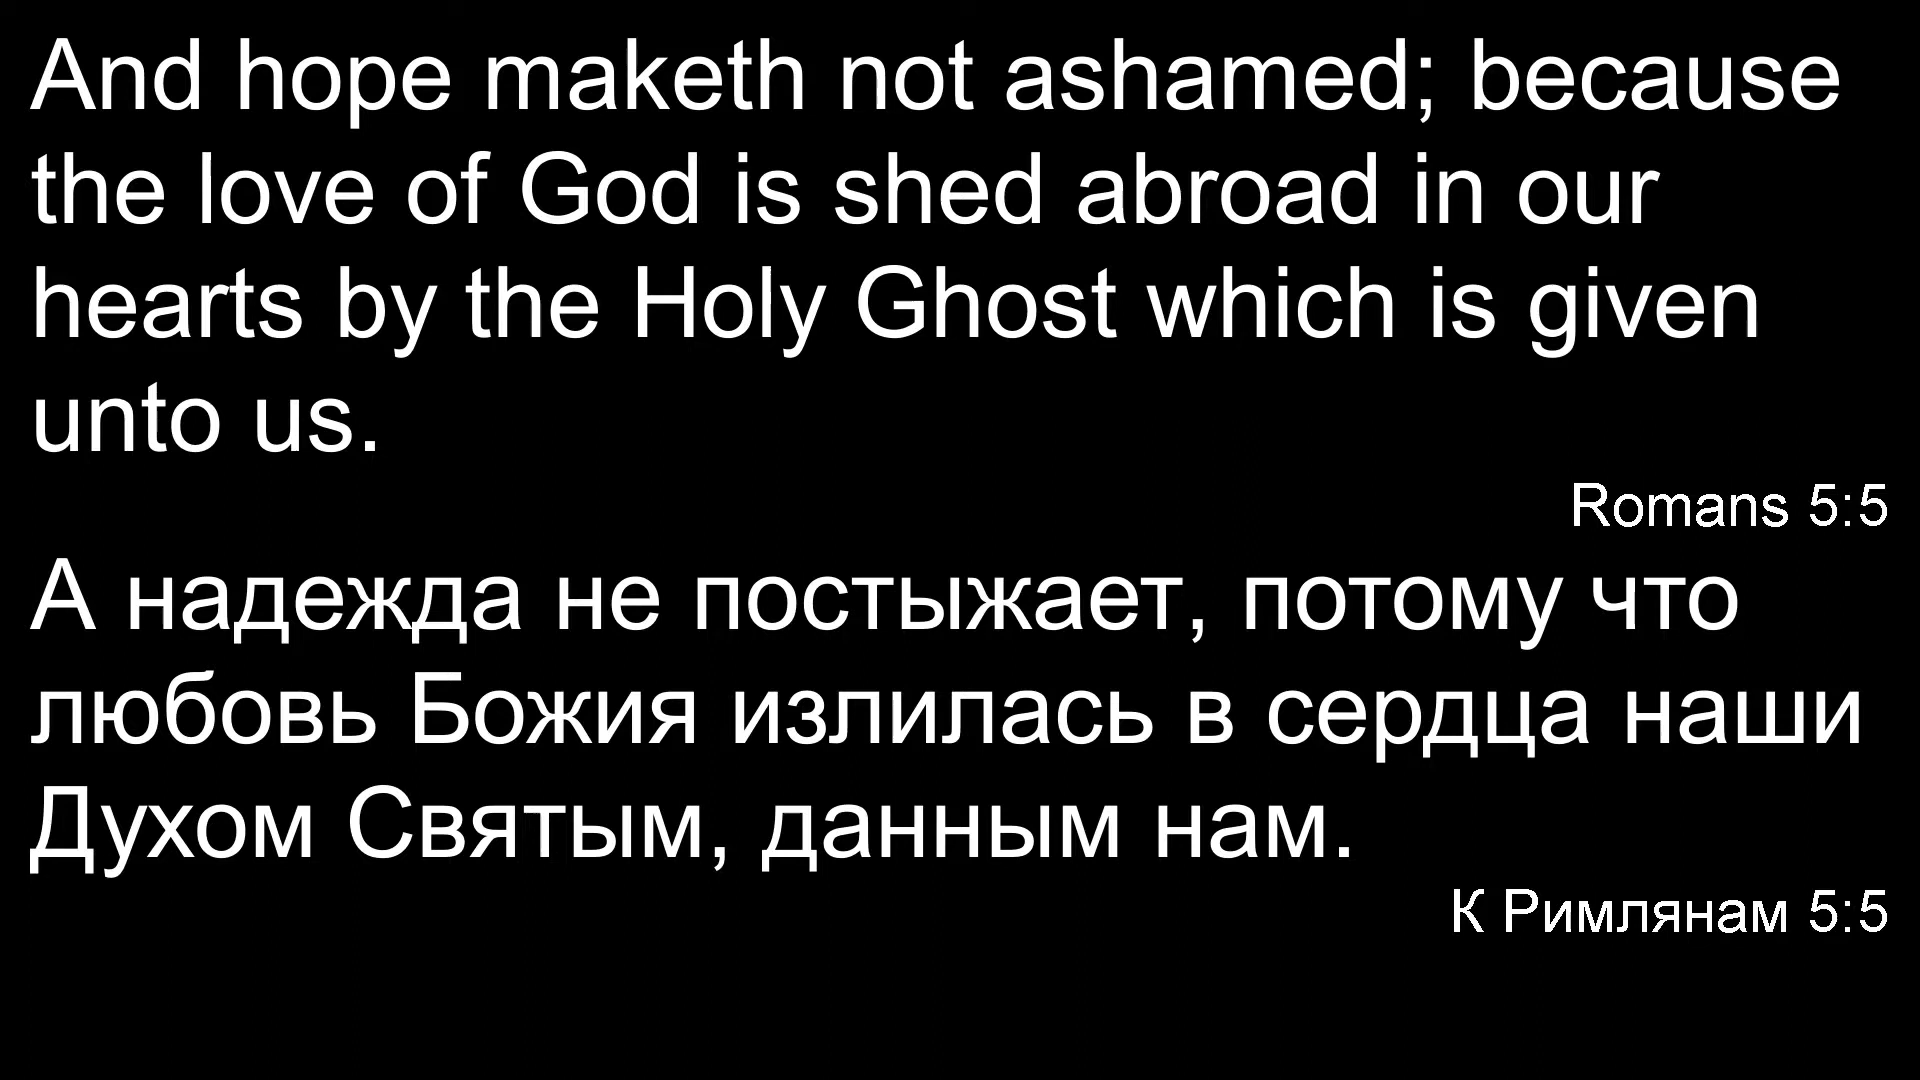 And hope maketh not ashamed; because
the love of God is shed abroad in our
hearts by the Holy Ghost which is given
unto us.
Romans 5:5
А надежда не постыжает, потому что
любовь Божия излилась в сердца наши
Духом Святым, данным нам.
К Римлянам 5:5